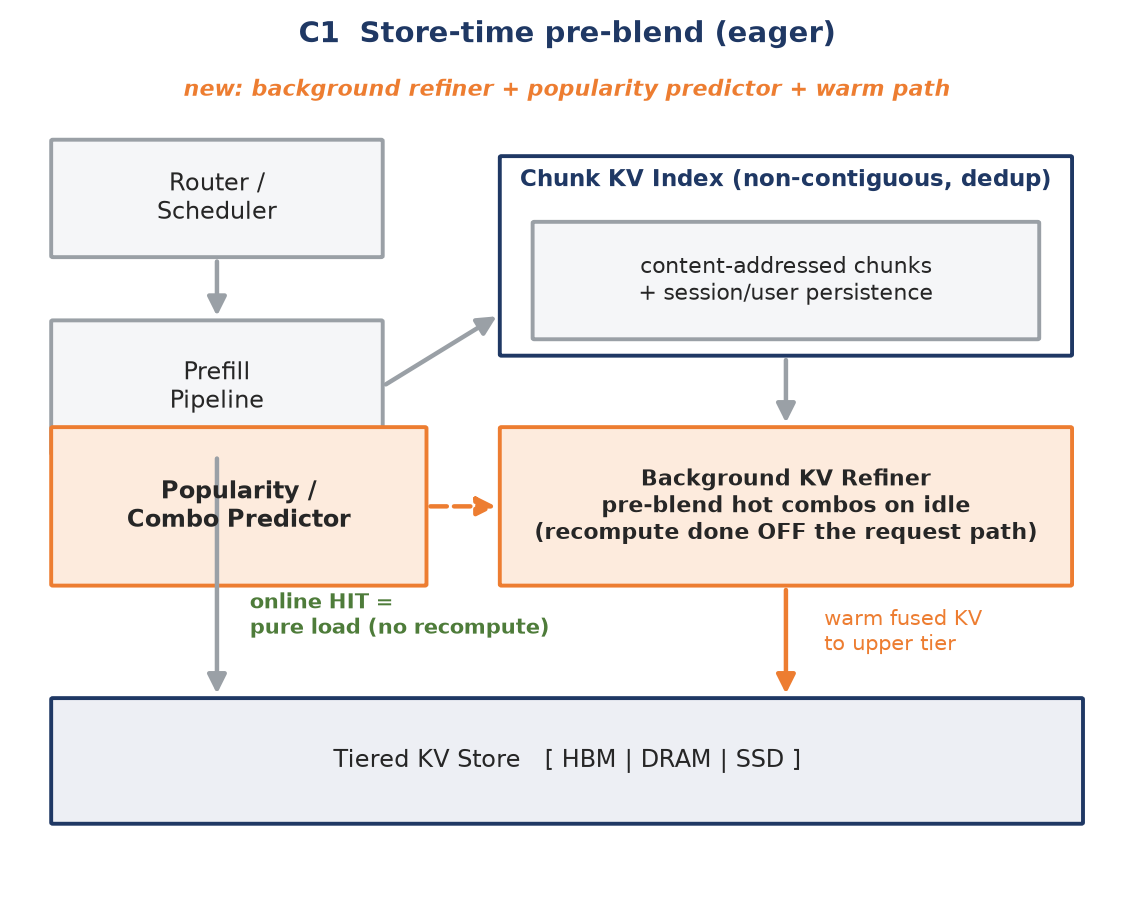 C1  Store-time pre-blend (eager)
new: background refiner + popularity predictor + warm path
Router /
Scheduler
Chunk KV Index (non-contiguous, dedup)
content-addressed chunks
+ session/user persistence
Prefill
Pipeline
Popularity /
Combo Predictor
Background KV Refiner
pre-blend hot combos on idle
(recompute done OFF the request path)
online HIT =
pure load (no recompute)
warm fused KV
to upper tier
Tiered KV Store   [ HBM | DRAM | SSD ]